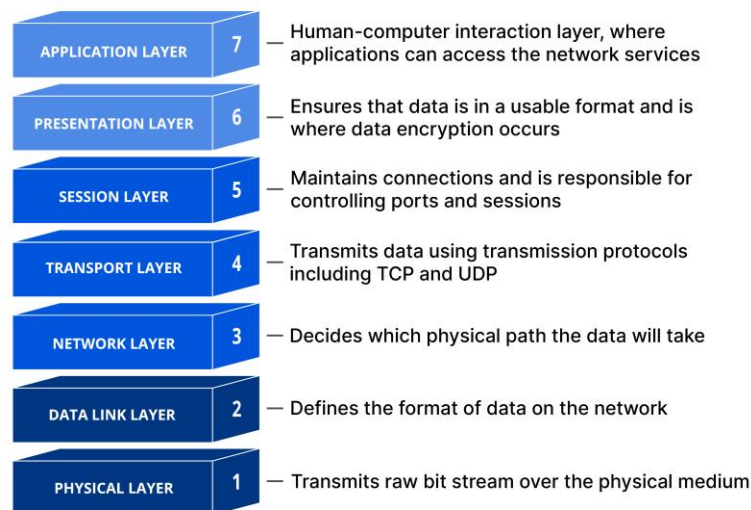 APPLICATION LAYER 7 — Human-computer interaction layer, where
applications can access the network services
PRESENTATION LAYER 6 — Ensures that data is in a usable format and is
where data encryption occurs
SESSION LAYER 5 — Maintains connections and is responsible for
controlling ports and sessions
TRANSPORT LAYER 4 — Transmits data using transmission protocols
including TCP and UDP
NETWORK LAYER 3 — Decides which physical path the data will take
DATA LINK LAYER 2 — Defines the format of data on the network
PHYSICAL LAYER 1 — Transmits raw bit stream over the physical medium